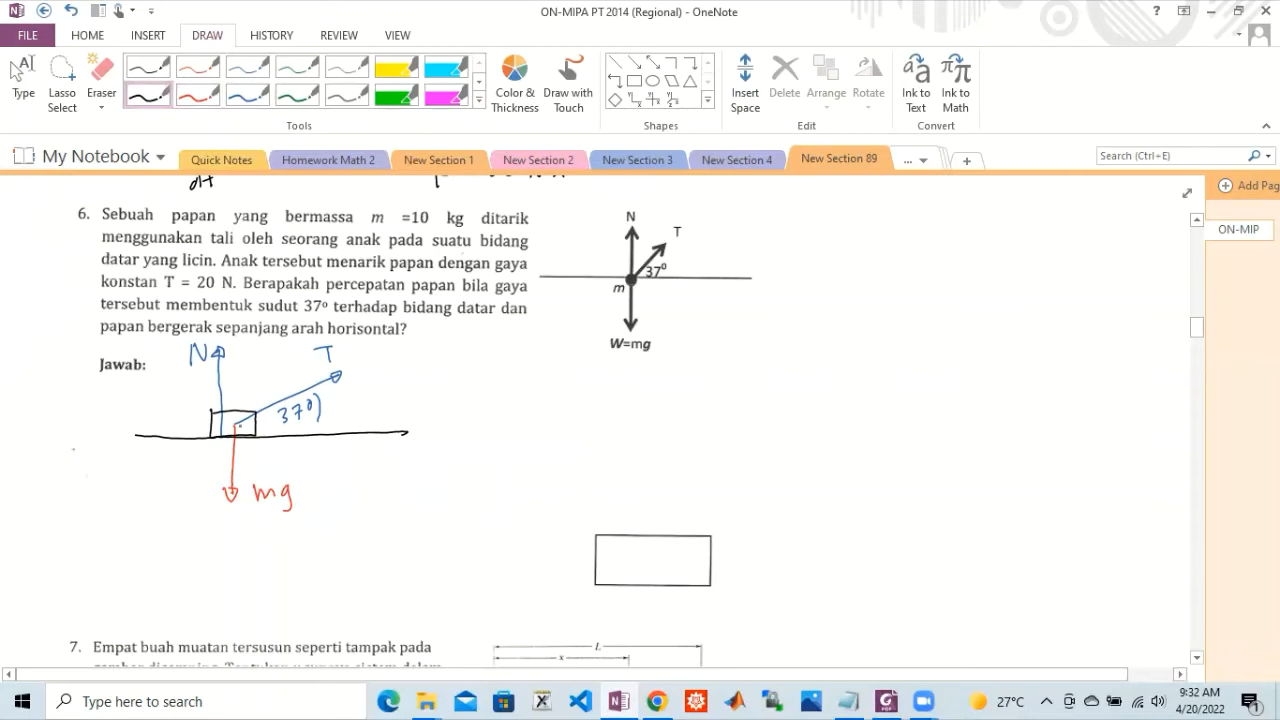 ON-MIPA PT 2014 (Regional) - OneNote
FILE HOME INSERT DRAW HISTORY REVIEW VIEW
Type
Lasso Select
Eraser
Color & Thickness
Draw with Touch
Insert Space
Delete
Arrange
Rotate
Ink to Text
Ink to Math
Tools Shapes Edit Convert
My Notebook Quick Notes Homework Math 2 New Section 1 New Section 2 New Section 3 New Section 4 New Section 89 ... Search (Ctrl+E)
Add Pag
ON-MIP
dt
6. Sebuah papan yang bermassa m =10 kg ditarik
menggunakan tali oleh seorang anak pada suatu bidang
datar yang licin. Anak tersebut menarik papan dengan gaya
konstan T = 20 N. Berapakah percepatan papan bila gaya
tersebut membentuk sudut 37o terhadap bidang datar dan
papan bergerak sepanjang arah horisontal?
N
T
37o
m
W=mg
Jawab:
N
T
37o)
mg
7. Empat buah muatan tersusun seperti tampak pada
L
x
Type here to search
27°C
9:32 AM
4/20/2022